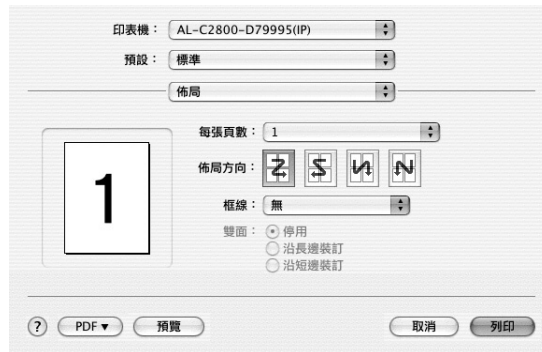 印表機： AL-C2800-D79995(IP)
預設： 標準
佈局
每張頁數： 1
佈局方向：
1
框線： 無
雙面： 停用
沿長邊裝訂
沿短邊裝訂
? PDF▼ 預覽 取消 列印